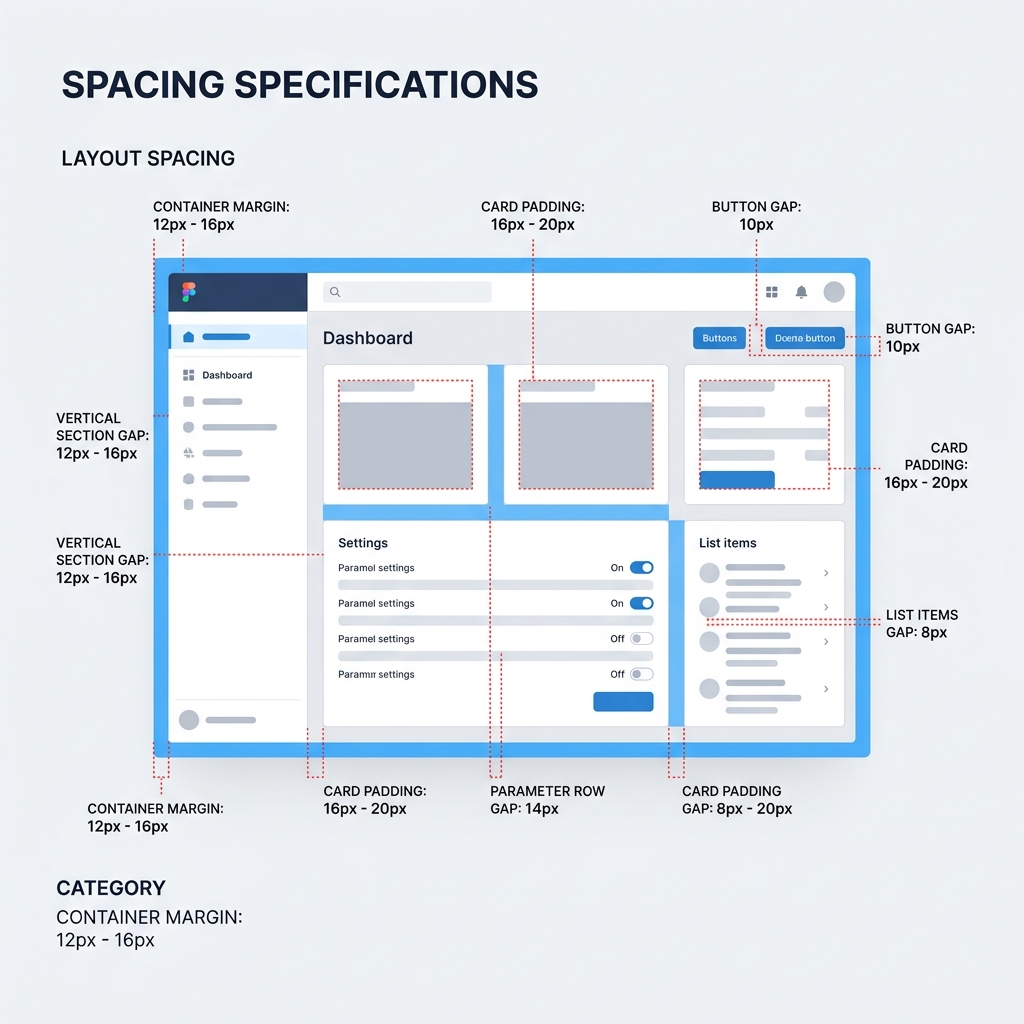 SPACING SPECIFICATIONS
LAYOUT SPACING
CONTAINER MARGIN:
12px - 16px
CARD PADDING:
16px - 20px
BUTTON GAP:
10px
Dashboard
Buttons
button
BUTTON GAP:
10px
Dashboard
VERTICAL
SECTION GAP:
12px - 16px
CARD
PADDING:
16px - 20px
VERTICAL
SECTION GAP:
12px - 16px
Settings
Paramol settings
On
Paramel settings
On
Paramel settings
Off
settings
Off
List items
LIST ITEMS
GAP: 8px
CONTAINER MARGIN:
12px - 16px
CARD PADDING:
16px - 20px
PARAMETER ROW
GAP: 14px
CARD PADDING
GAP: 8px - 20px
CATEGORY
CONTAINER MARGIN:
12px - 16px